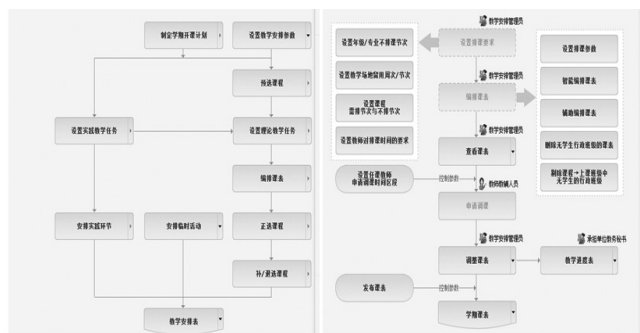 制定学期开课计划
设置教学安排参数
预选课程
设置实践教学任务
设置理论教学任务
编排课表
安排实践环节
安排临时活动
正选课程
补/退选课程
教学安排表
教学安排管理员
设置年级/专业不排课节次
设置排课要求
设置教学场地留用周次/节次
设置课程
需排节次与不排节次
设置教师对排课时间的要求
教学安排管理员
编排课表
设置排课参数
智能编排课表
辅助编排课表
删除无学生行政班级的课表
剔除课程→上课班级中
无学生的行政班级
教学安排管理员
查看课表
设置任课教师
申请调课时间区段
控制参数
教师教辅人员
申请调课
教学安排管理员
调整课表
承担单位教务秘书
教学进度表
发布课表
控制参数
学期课表